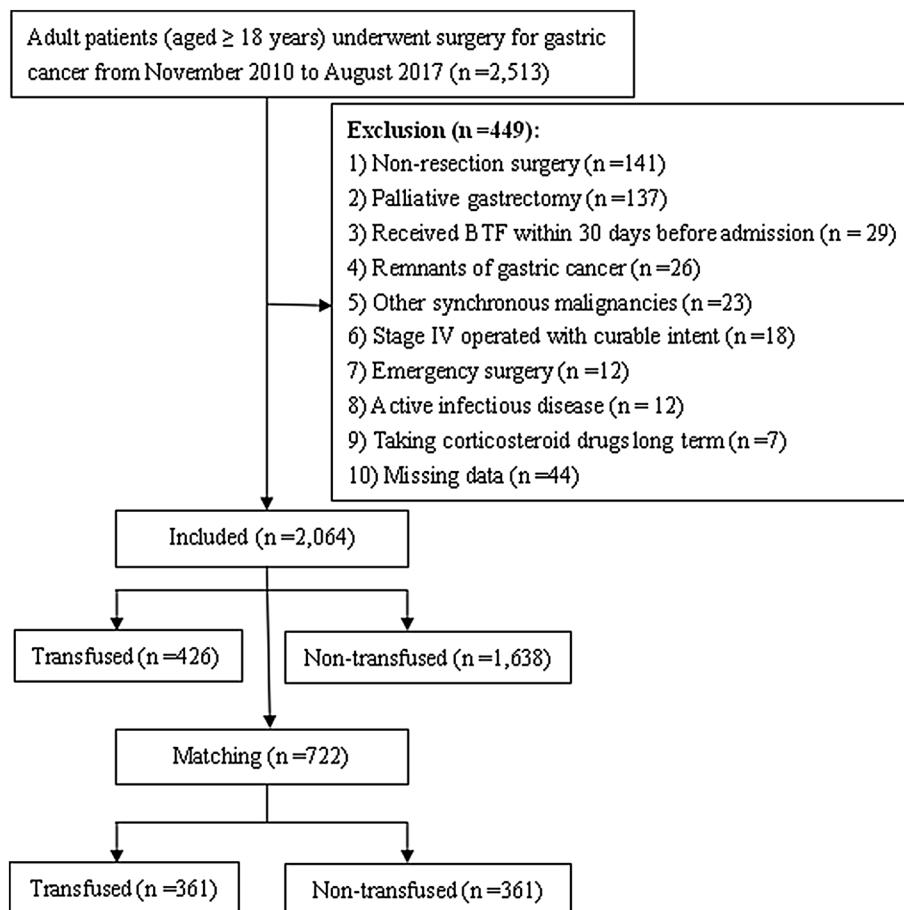 Adult patients (aged ≥ 18 years) underwent surgery for gastric
cancer from November 2010 to August 2017 (n =2,513)
Exclusion (n =449):
1) Non-resection surgery (n =141)
2) Palliative gastrectomy (n =137)
3) Received BTF within 30 days before admission (n = 29)
4) Remnants of gastric cancer (n =26)
5) Other synchronous malignancies (n =23)
6) Stage IV operated with curable intent (n =18)
7) Emergency surgery (n =12)
8) Active infectious disease (n = 12)
9) Taking corticosteroid drugs long term (n =7)
10) Missing data (n =44)
Included (n =2,064)
Transfused (n =426)
Non-transfused (n =1,638)
Matching (n =722)
Transfused (n =361)
Non-transfused (n =361)